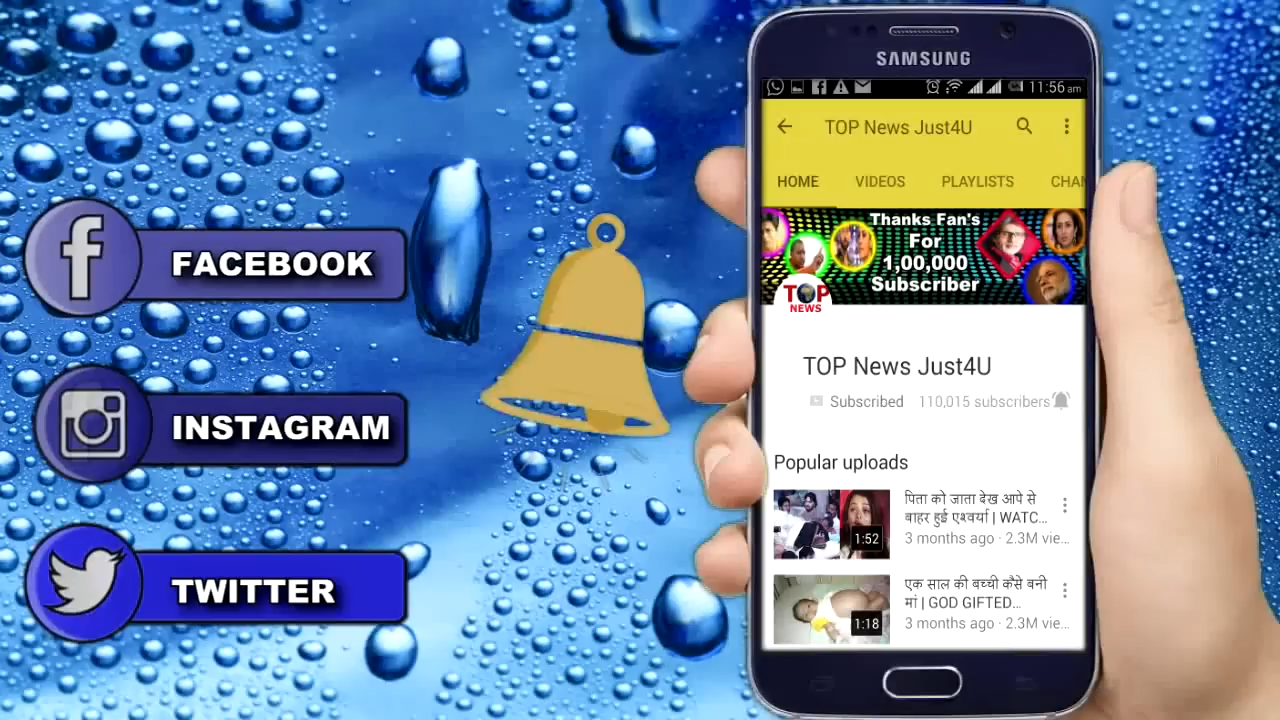 FACEBOOK
INSTAGRAM
TWITTER
SAMSUNG
11:56 am
TOP News Just4U
HOME VIDEOS PLAYLISTS CHAN
Thanks Fan's
For
1,00,000
Subscriber
TOP
NEWS
TOP News Just4U
Subscribed 110,015 subscribers
Popular uploads
पिता को जाता देख आपे से
बाहर हुई एश्वर्या | WATC...
3 months ago · 2.3M vie...
1:52
एक साल की बच्ची कैसे बनी
मां | GOD GIFTED...
3 months ago · 2.3M vie...
1:18